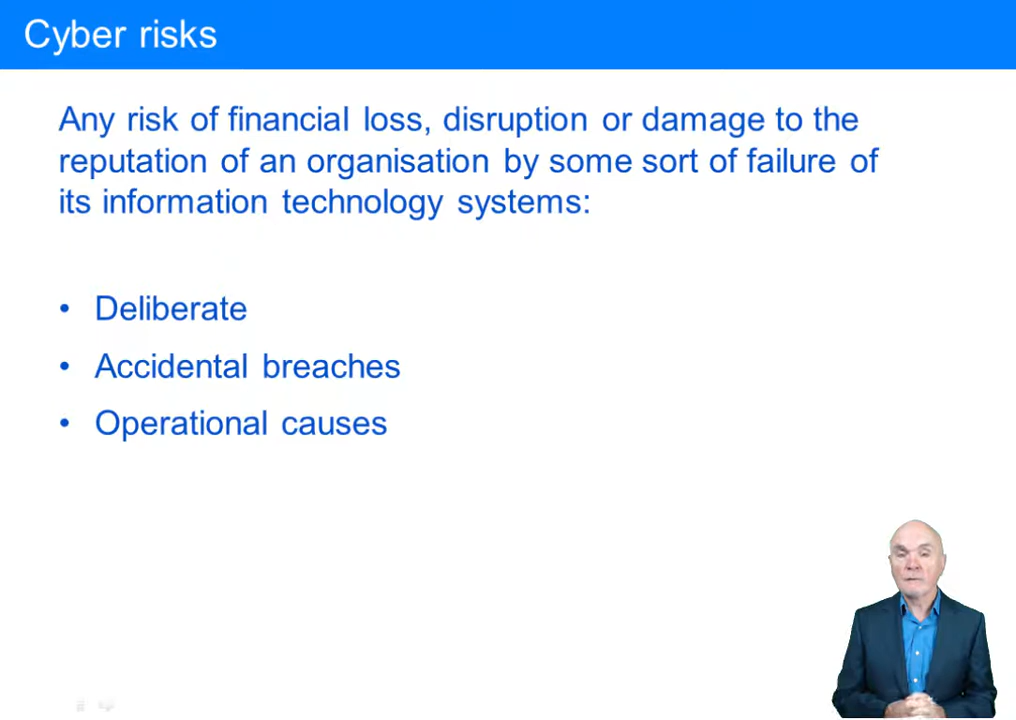 Cyber risks
Any risk of financial loss, disruption or damage to the
reputation of an organisation by some sort of failure of
its information technology systems:
• Deliberate
• Accidental breaches
• Operational causes